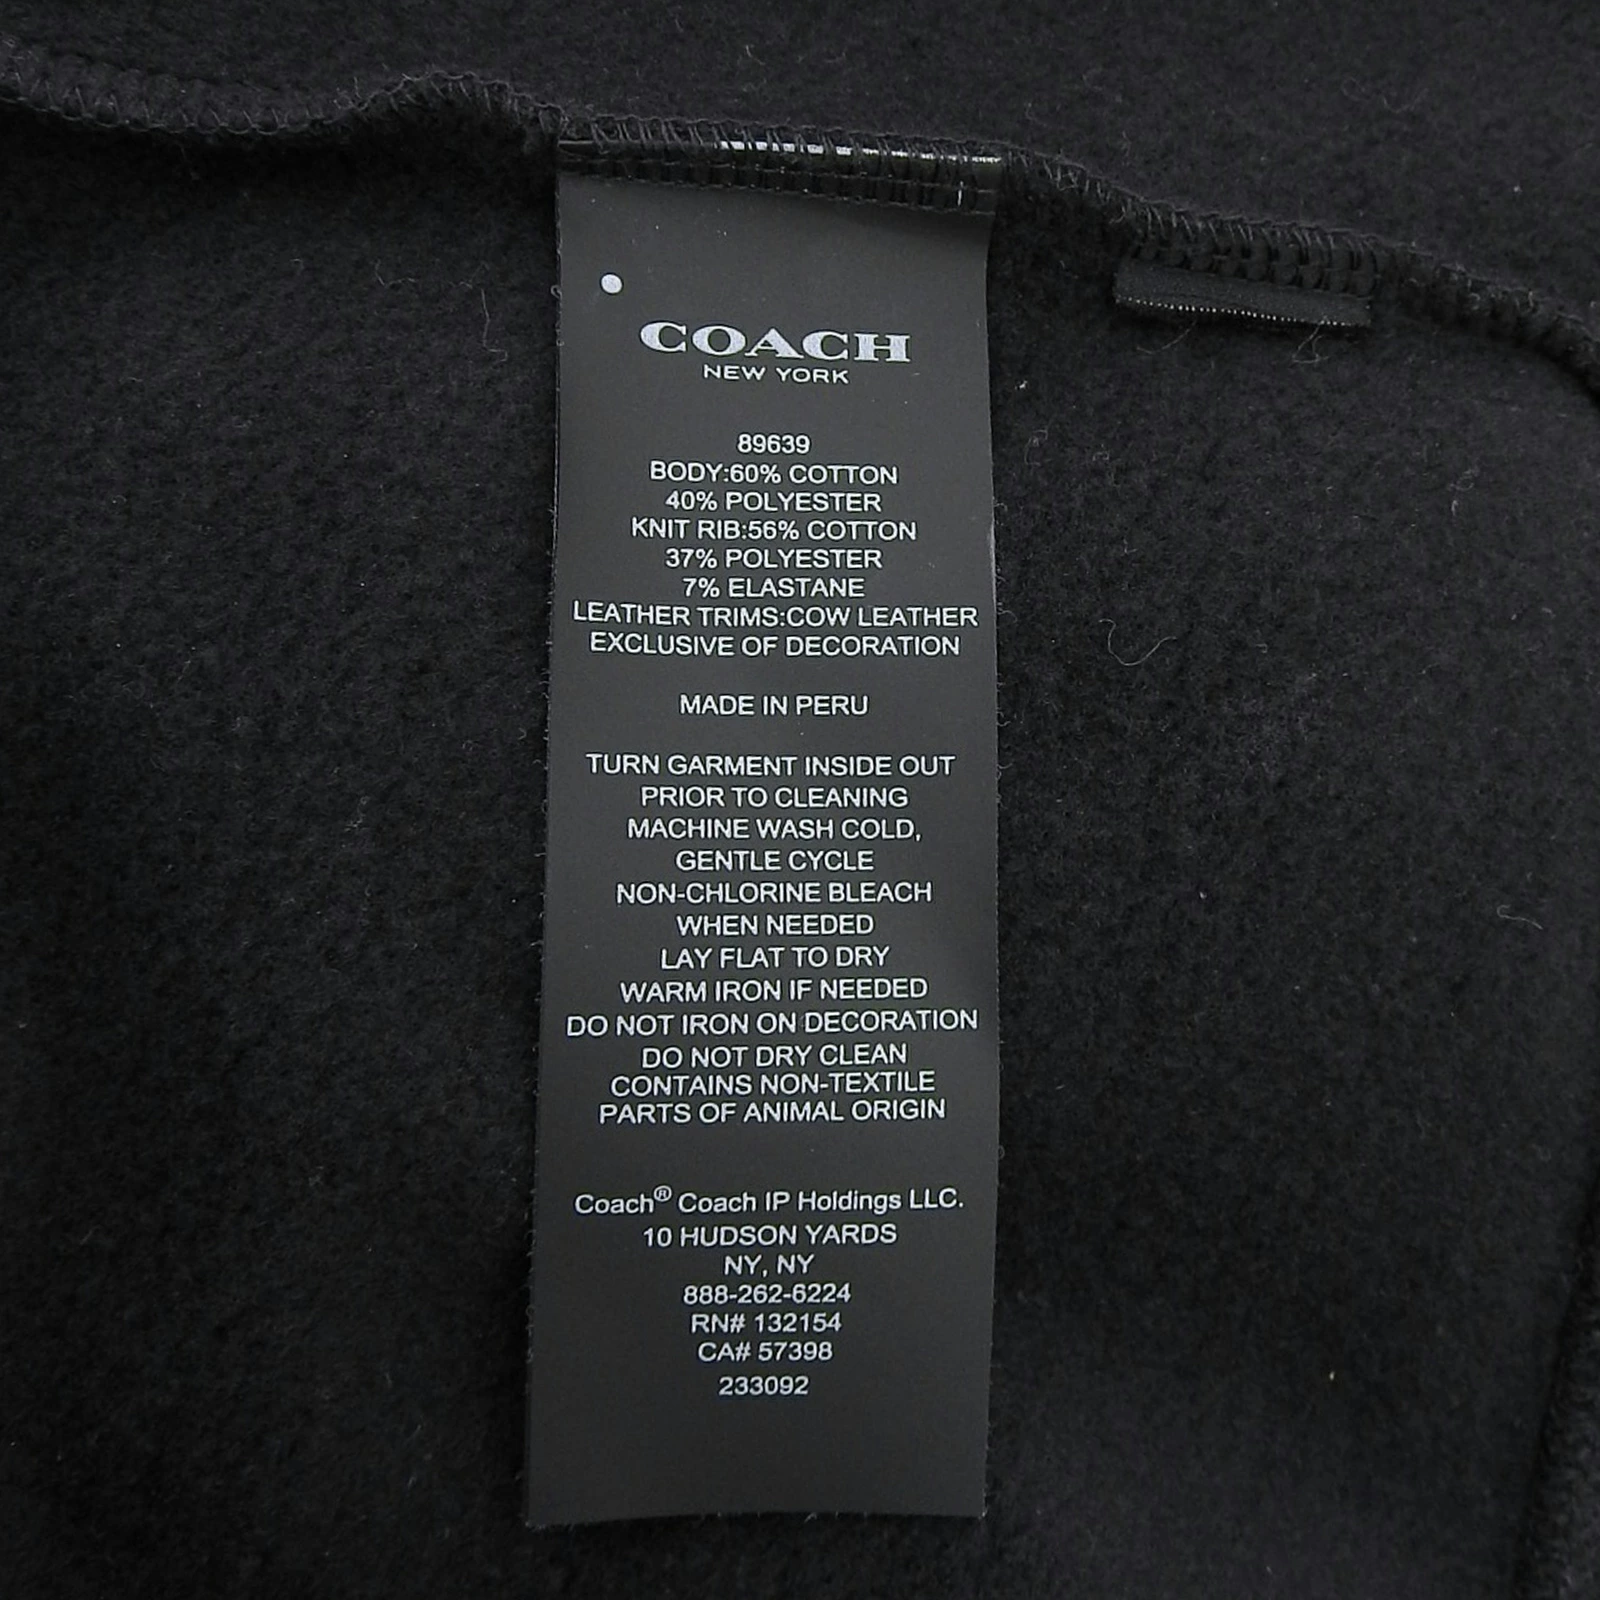 COACH
NEW YORK
89639
BODY:60% COTTON
40% POLYESTER
KNIT RIB:56% COTTON
37% POLYESTER
7% ELASTANE
LEATHER TRIMS:COW LEATHER
EXCLUSIVE OF DECORATION
MADE IN PERU
TURN GARMENT INSIDE OUT
PRIOR TO CLEANING
MACHINE WASH COLD,
GENTLE CYCLE
NON-CHLORINE BLEACH
WHEN NEEDED
LAY FLAT TO DRY
WARM IRON IF NEEDED
DO NOT IRON ON DECORATION
DO NOT DRY CLEAN
CONTAINS NON-TEXTILE
PARTS OF ANIMAL ORIGIN
Coach® Coach IP Holdings LLC.
10 HUDSON YARDS
NY, NY
888-262-6224
RN# 132154
CA# 57398
233092